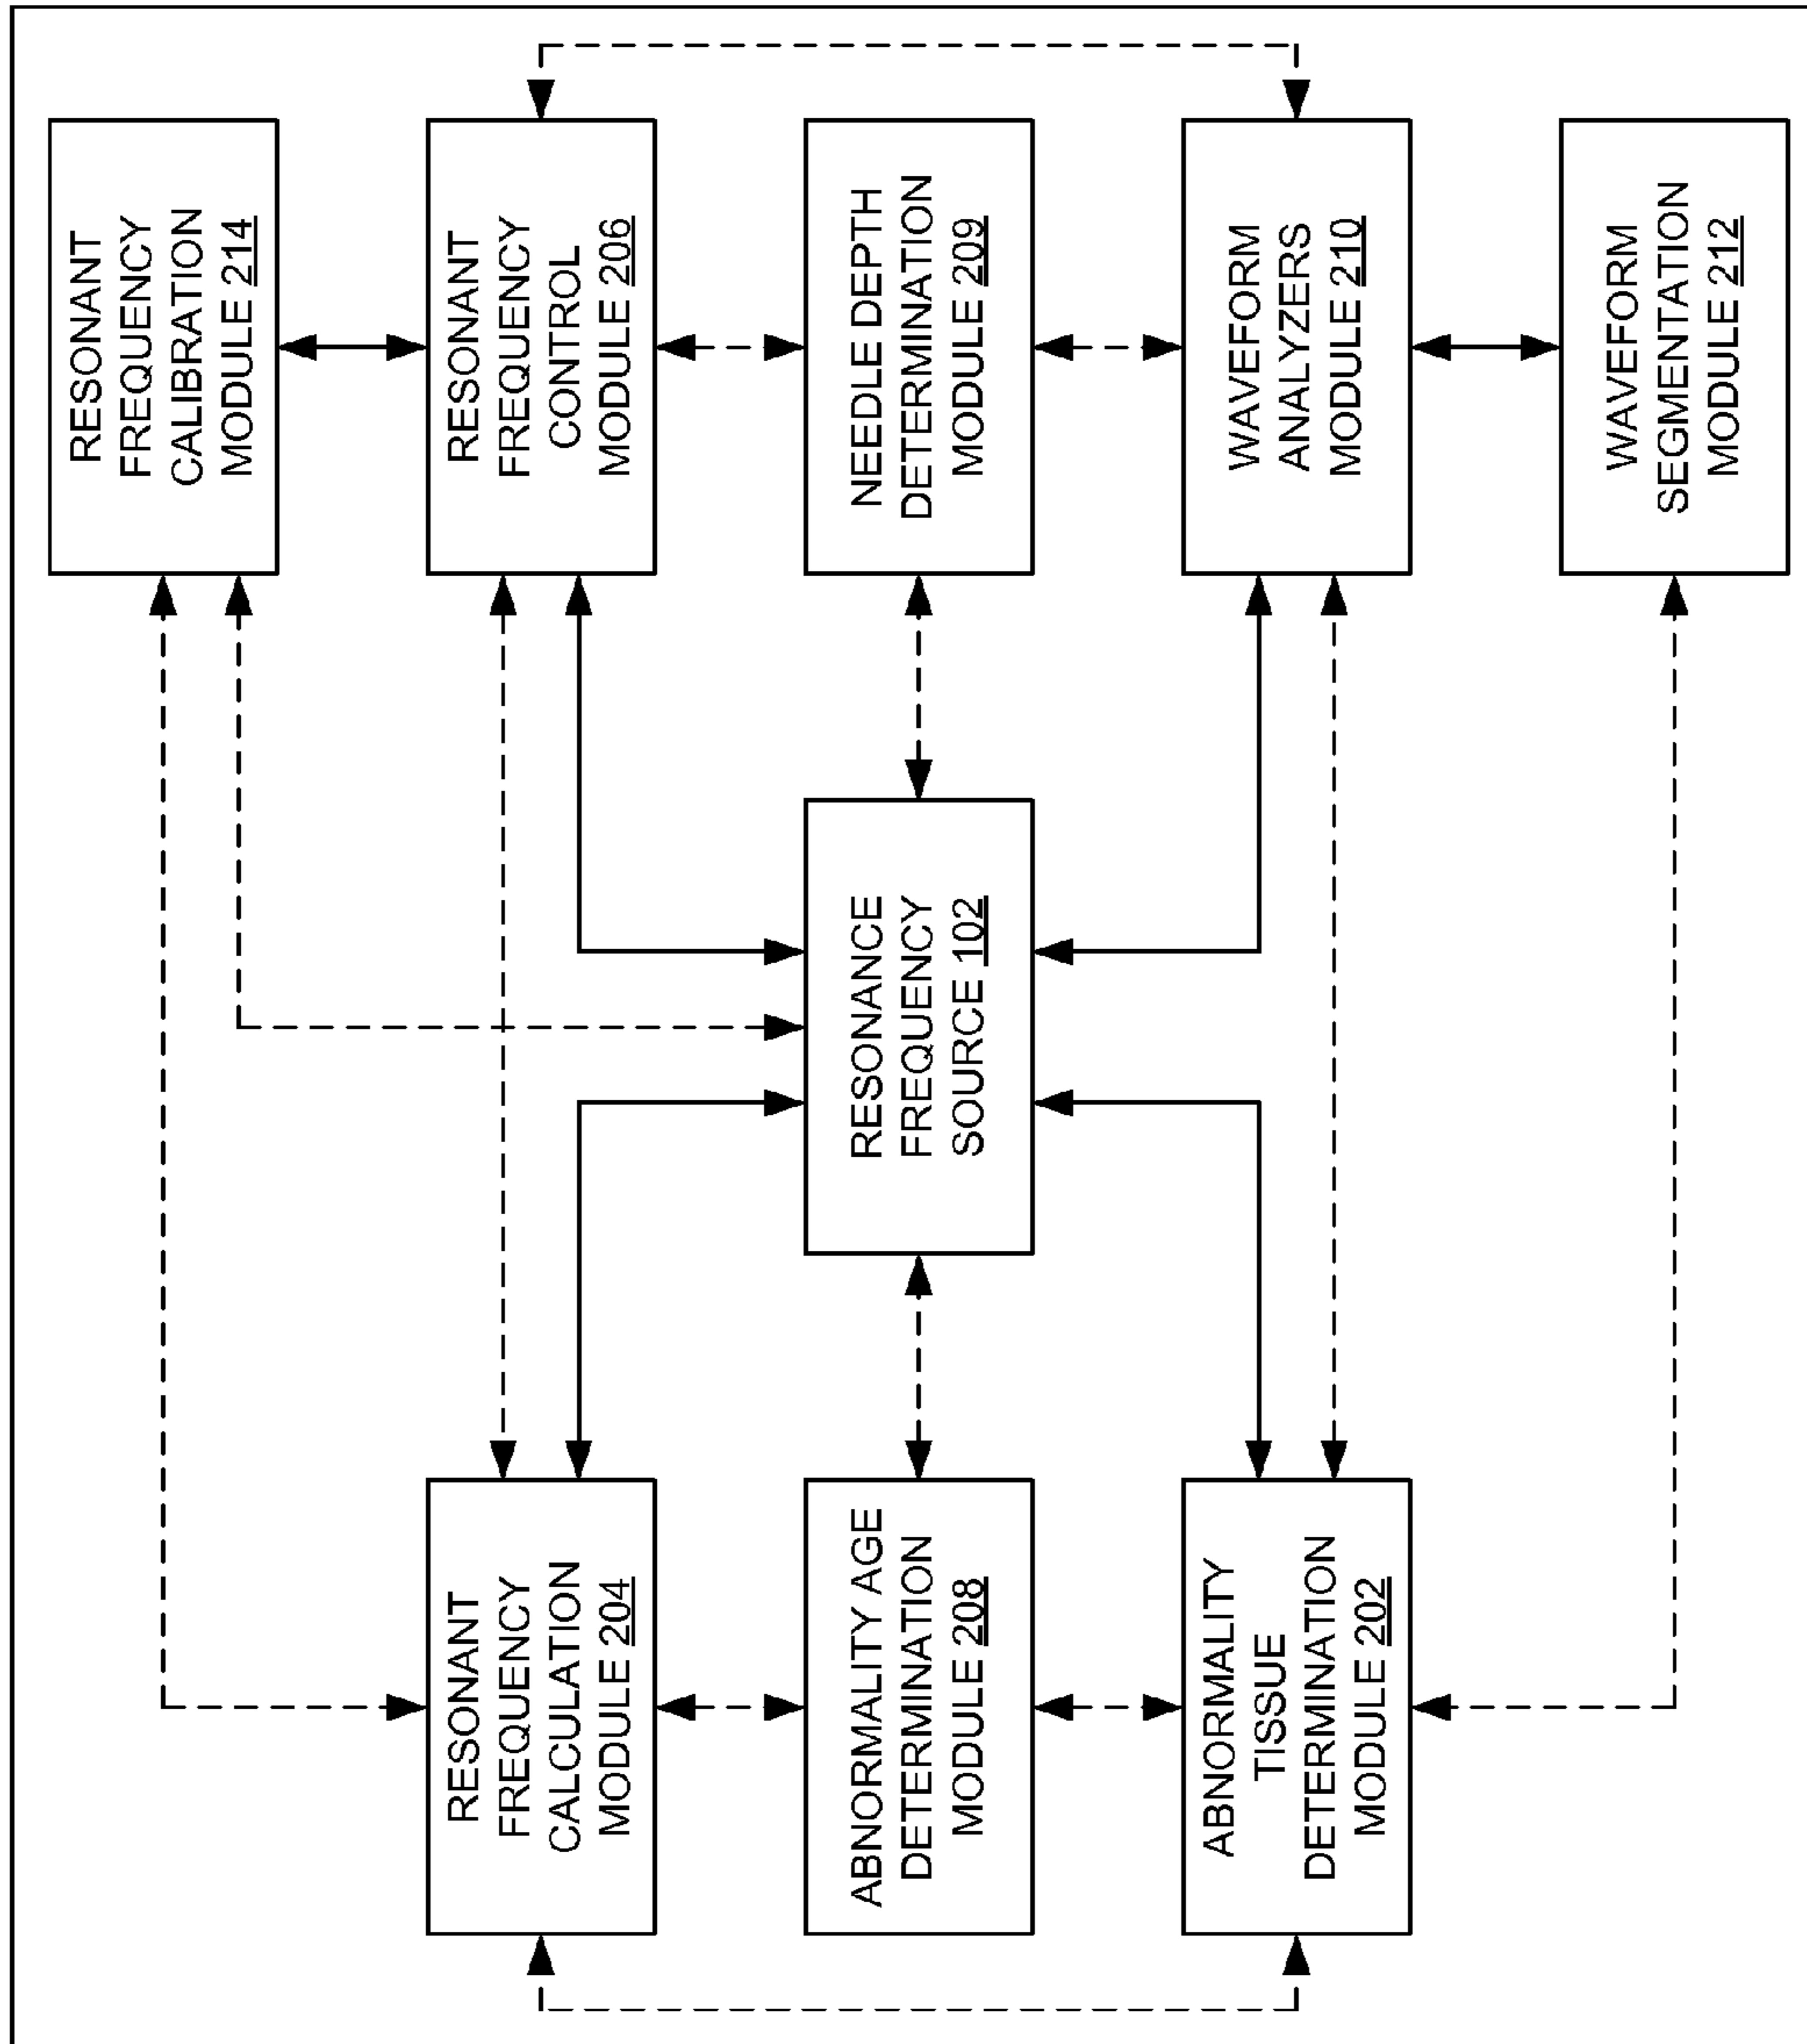 RESONANT
FREQUENCY
CALIBRATION
MODULE 214
RESONANT
FREQUENCY
CALCULATION
MODULE 204
RESONANT
FREQUENCY
CONTROL
MODULE 206
ABNORMALITY AGE
DETERMINATION
MODULE 208
RESONANCE
FREQUENCY
SOURCE 102
NEEDLE DEPTH
DETERMINATION
MODULE 209
ABNORMALITY
TISSUE
DETERMINATION
MODULE 202
WAVEFORM
ANALYZERS
MODULE 210
WAVEFORM
SEGMENTATION
MODULE 212